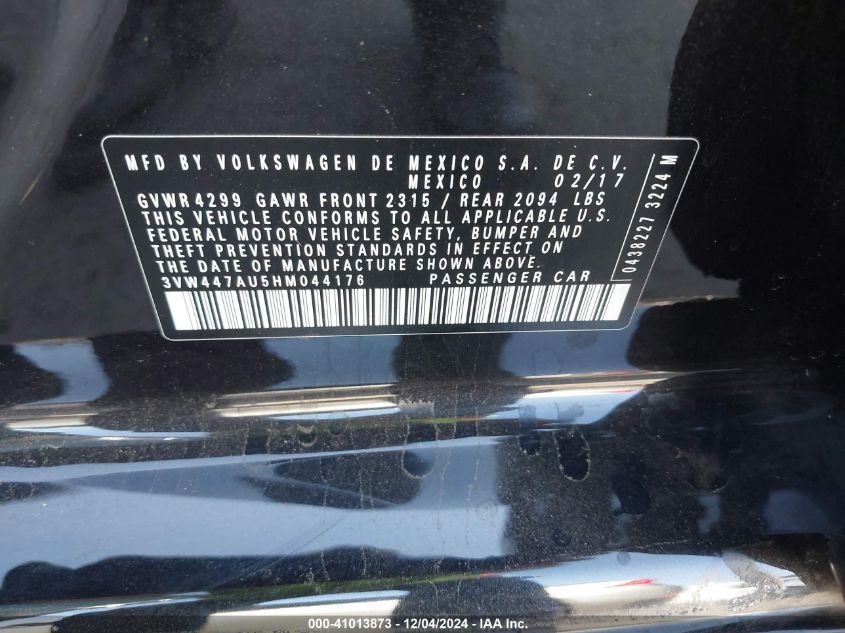 MFD BY VOLKSWAGEN DE MEXICO S.A. DE C.V.
MEXICO 02/17
GVWR 4299 GAWR FRONT 2315 / REAR 2094 LBS
THIS VEHICLE CONFORMS TO ALL APPLICABLE U.S.
FEDERAL MOTOR VEHICLE SAFETY, BUMPER AND
THEFT PREVENTION STANDARDS IN EFFECT ON
THE DATE OF MANUFACTURE SHOWN ABOVE.
3VW447AU5HM044176 PASSENGER CAR
0438227 3224 M
000-41013873 - 12/04/2024 - IAA Inc.